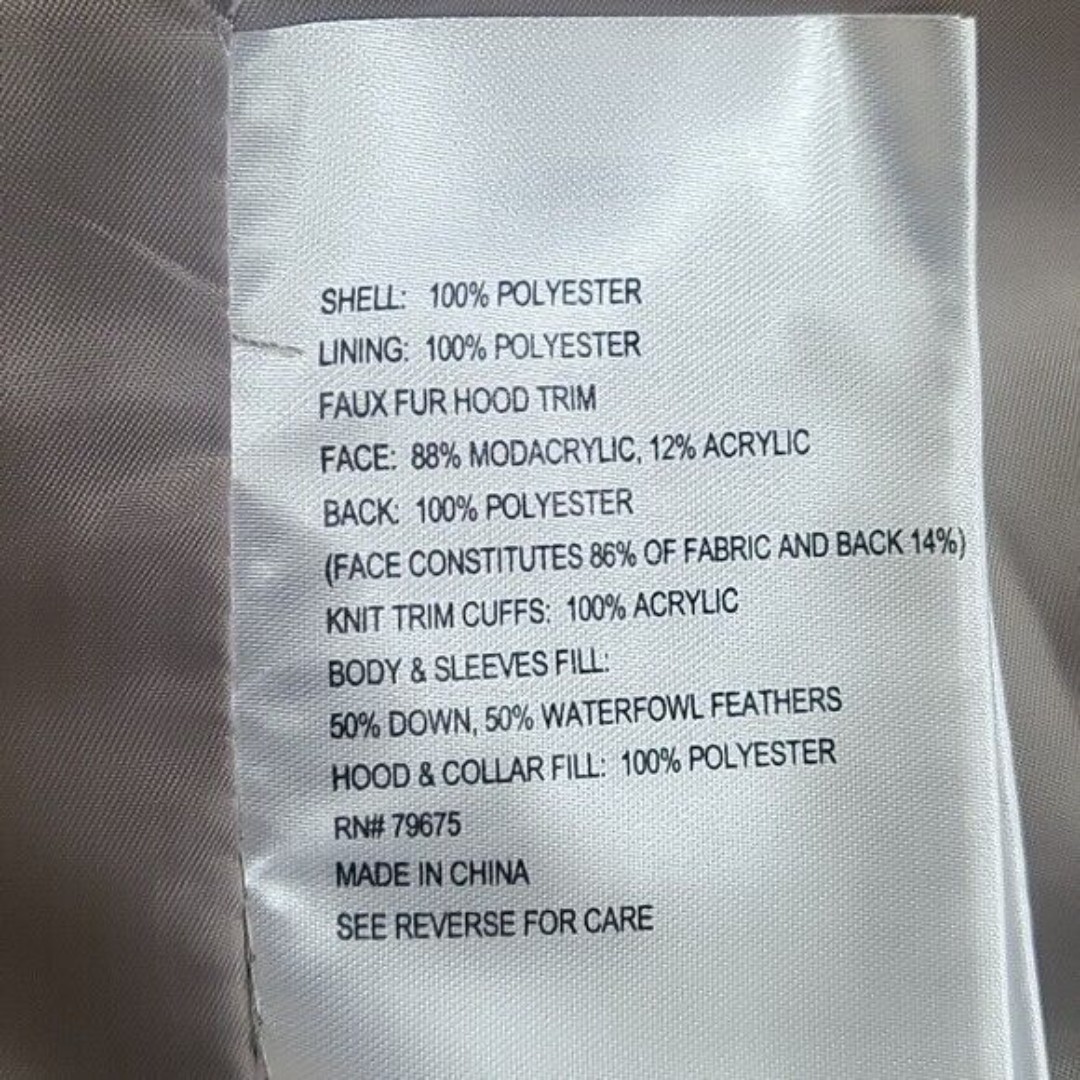 SHELL: 100% POLYESTER
LINING: 100% POLYESTER
FAUX FUR HOOD TRIM
FACE: 88% MODACRYLIC, 12% ACRYLIC
BACK: 100% POLYESTER
(FACE CONSTITUTES 86% OF FABRIC AND BACK 14%)
KNIT TRIM CUFFS: 100% ACRYLIC
BODY & SLEEVES FILL:
50% DOWN, 50% WATERFOWL FEATHERS
HOOD & COLLAR FILL: 100% POLYESTER
RN# 79675
MADE IN CHINA
SEE REVERSE FOR CARE